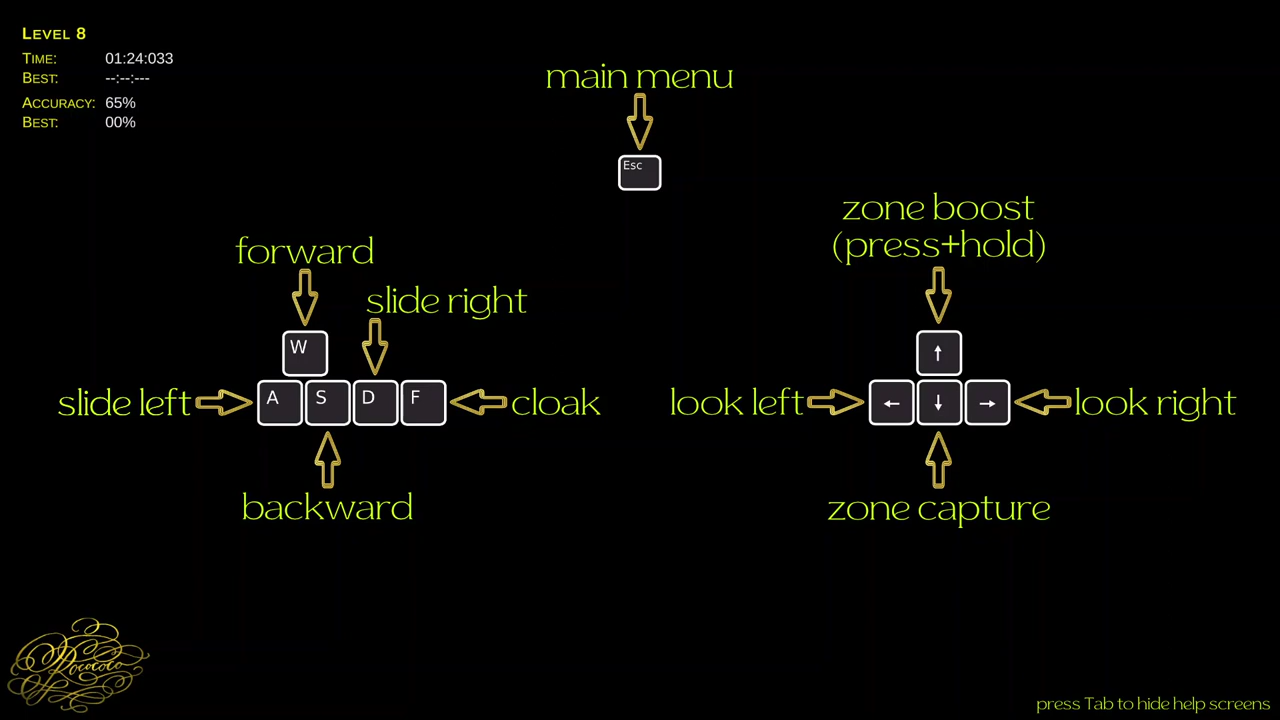 LEVEL 8
TIME: 01:24:033
BEST: --:--:---
ACCURACY: 65%
BEST: 00%
main menu
Esc
zone boost
(press+hold)
forward
slide right
W
↑
slide left
A S D F
cloak
look left
← ↓ →
look right
backward
zone capture
Rococolo
press Tab to hide help screens